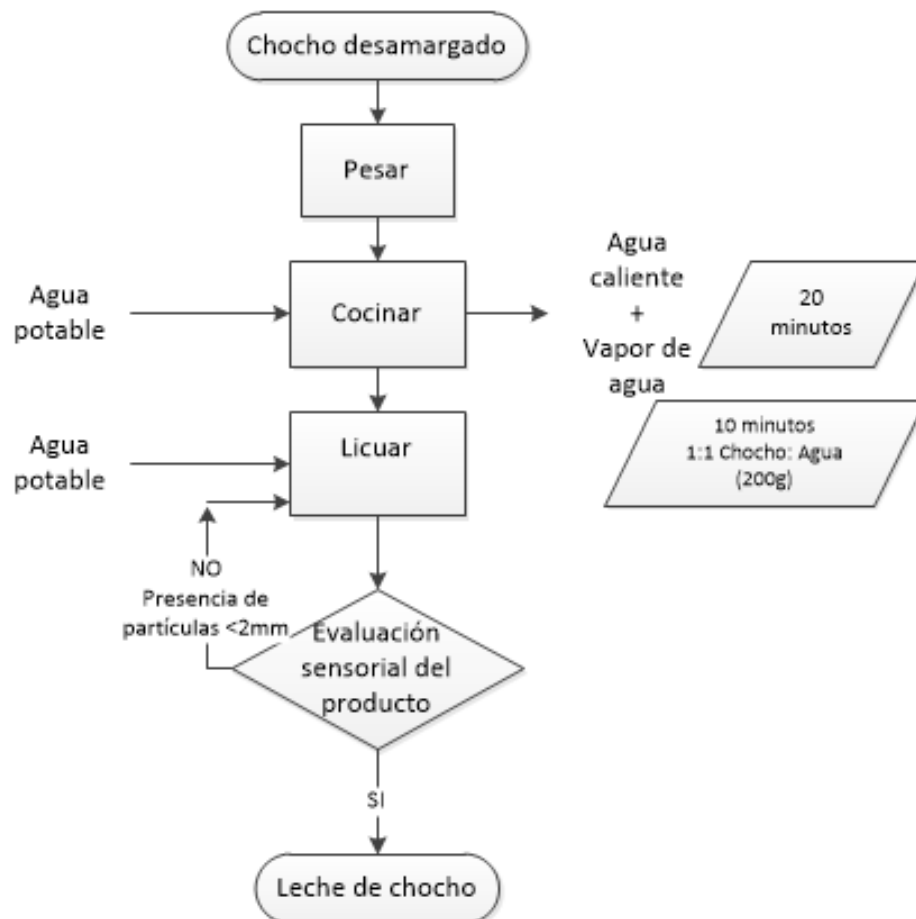 Chocho desamargado
Pesar
Agua
potable
Cocinar
Agua
caliente
+
Vapor de
agua
20
minutos
Agua
potable
Licuar
10 minutos
1:1 Chocho: Agua
(200g)
NO
Presencia de
partículas <2mm
Evaluación
sensorial del
producto
SI
Leche de chocho